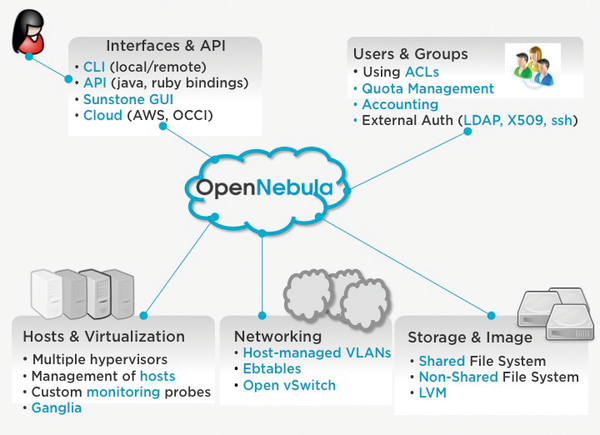 Interfaces & API
• CLI (local/remote)
• API (java, ruby bindings)
• Sunstone GUI
• Cloud (AWS, OCCI)
Users & Groups
• Using ACLs
• Quota Management
• Accounting
• External Auth (LDAP, X509, ssh)
OpenNebula
Hosts & Virtualization
• Multiple hypervisors
• Management of hosts
• Custom monitoring probes
• Ganglia
Networking
• Host-managed VLANs
• Ebtables
• Open vSwitch
Storage & Image
• Shared File System
• Non-Shared File System
• LVM